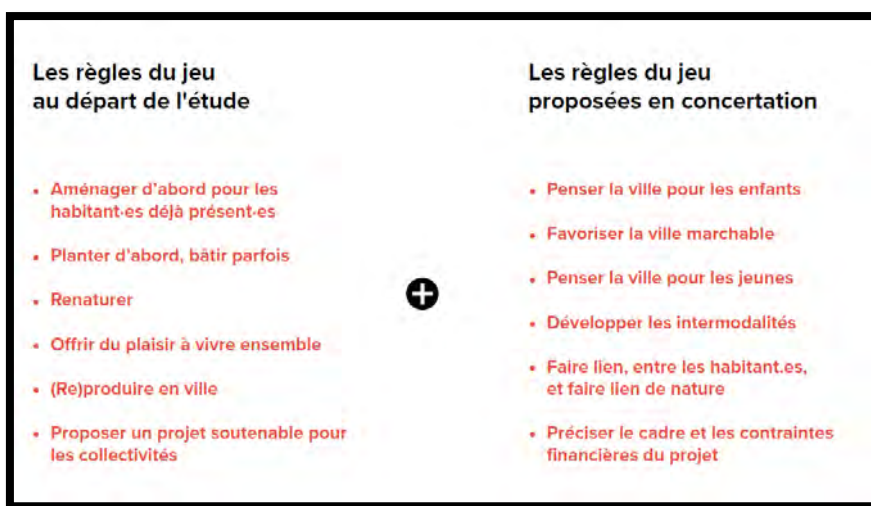 Les règles du jeu
au départ de l'étude
• Aménager d'abord pour les
habitant·es déjà présent·es
• Planter d'abord, bâtir parfois
• Renaturer
• Offrir du plaisir à vivre ensemble
• (Re)produire en ville
• Proposer un projet soutenable pour
les collectivités
+
Les règles du jeu
proposées en concertation
• Penser la ville pour les enfants
• Favoriser la ville marchable
• Penser la ville pour les jeunes
• Développer les intermodalités
• Faire lien, entre les habitant.es,
et faire lien de nature
• Préciser le cadre et les contraintes
financières du projet